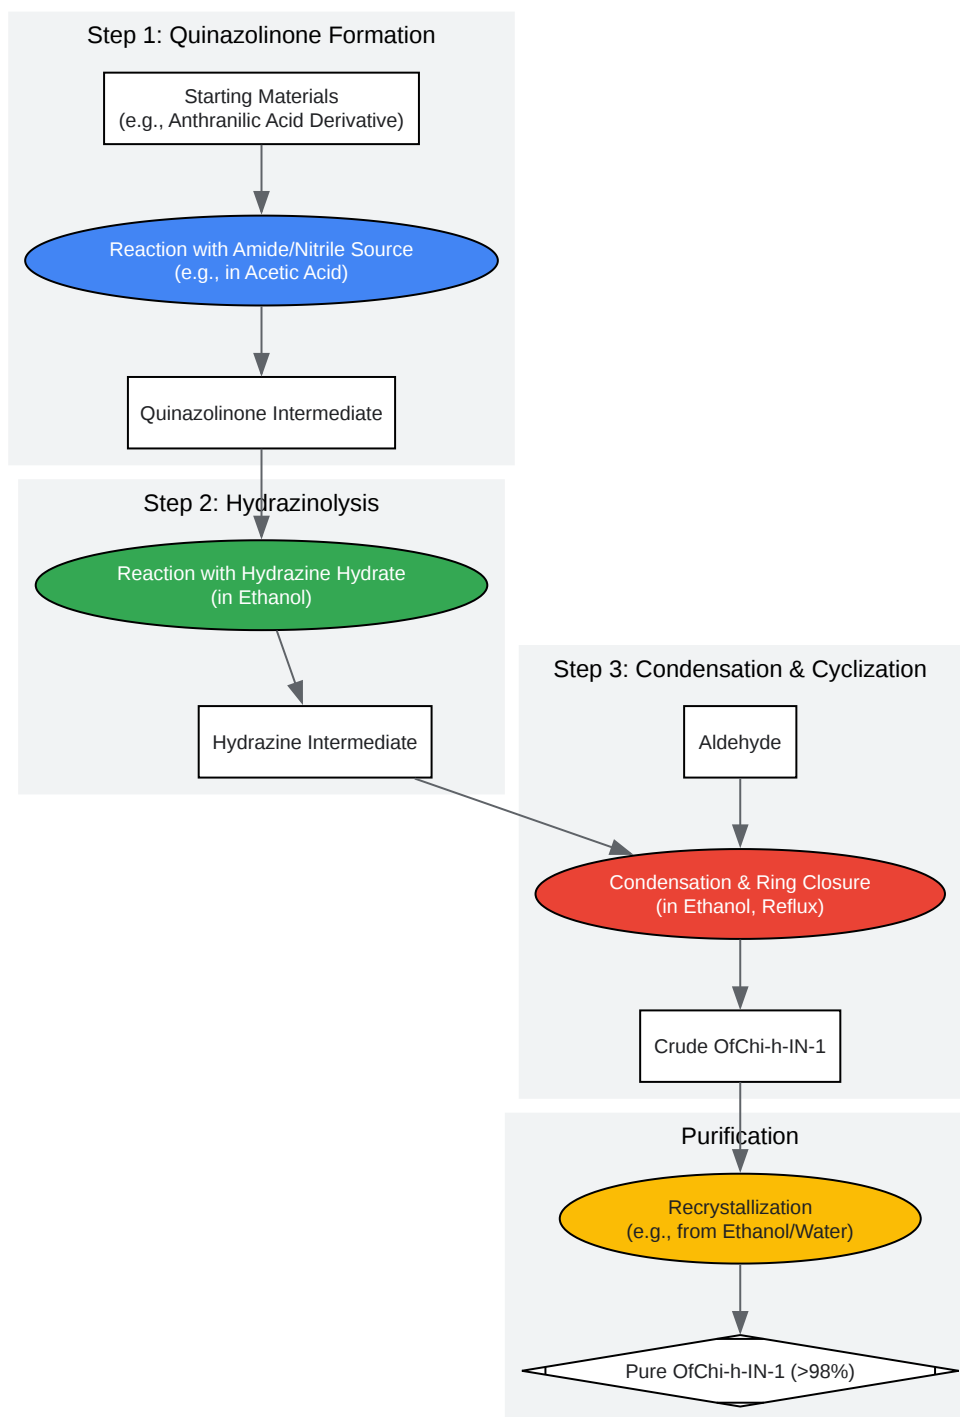 Step 1: Quinazolinone Formation
Starting Materials
(e.g., Anthranilic Acid Derivative)
Reaction with Amide/Nitrile Source
(e.g., in Acetic Acid)
Quinazolinone Intermediate
Step 2: Hydrazinolysis
Reaction with Hydrazine Hydrate
(in Ethanol)
Hydrazine Intermediate
Step 3: Condensation & Cyclization
Aldehyde
Condensation & Ring Closure
(in Ethanol, Reflux)
Crude OfChi-h-IN-1
Purification
Recrystallization
(e.g., from Ethanol/Water)
Pure OfChi-h-IN-1 (>98%)